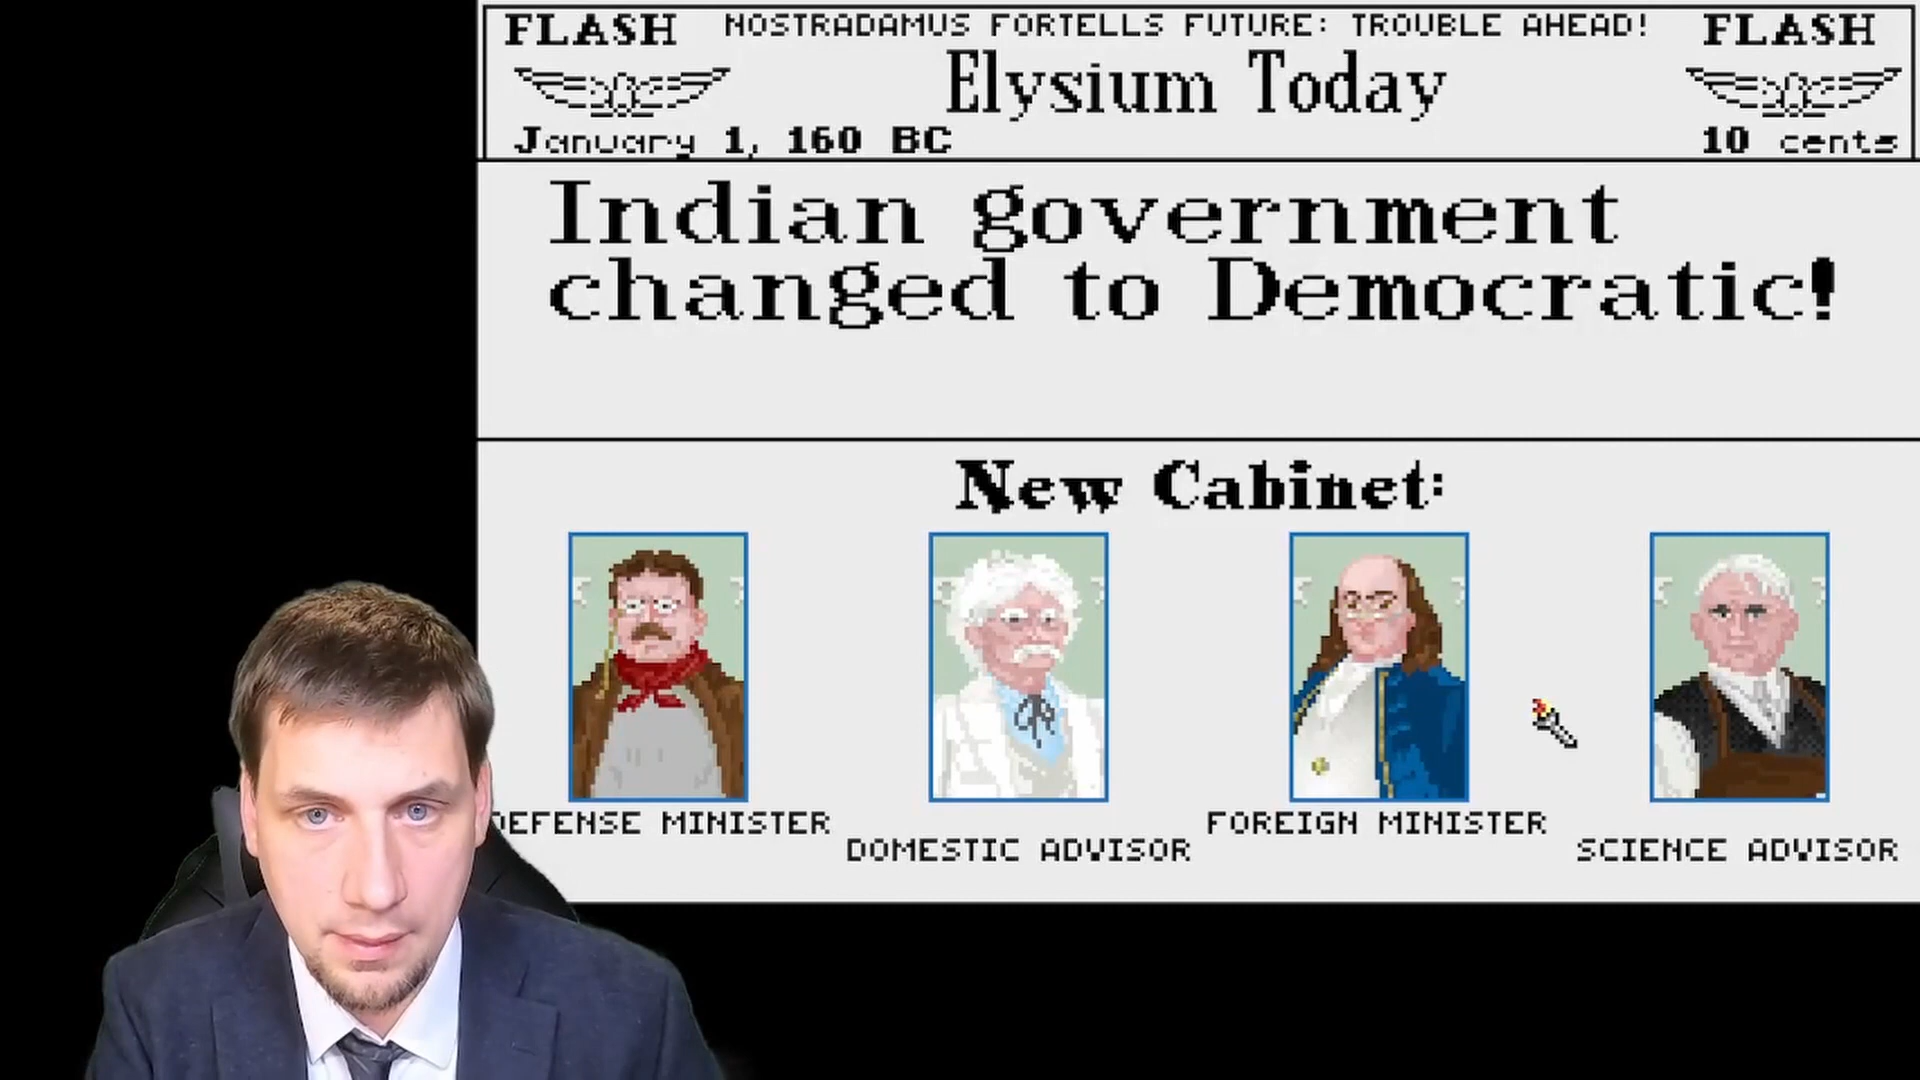 FLASH NOSTRADAMUS FORTELLS FUTURE: TROUBLE AHEAD! FLASH
Elysium Today
January 1, 160 BC 10 cents
Indian government
changed to Democratic!
New Cabinet:
DEFENSE MINISTER FOREIGN MINISTER
DOMESTIC ADVISOR SCIENCE ADVISOR